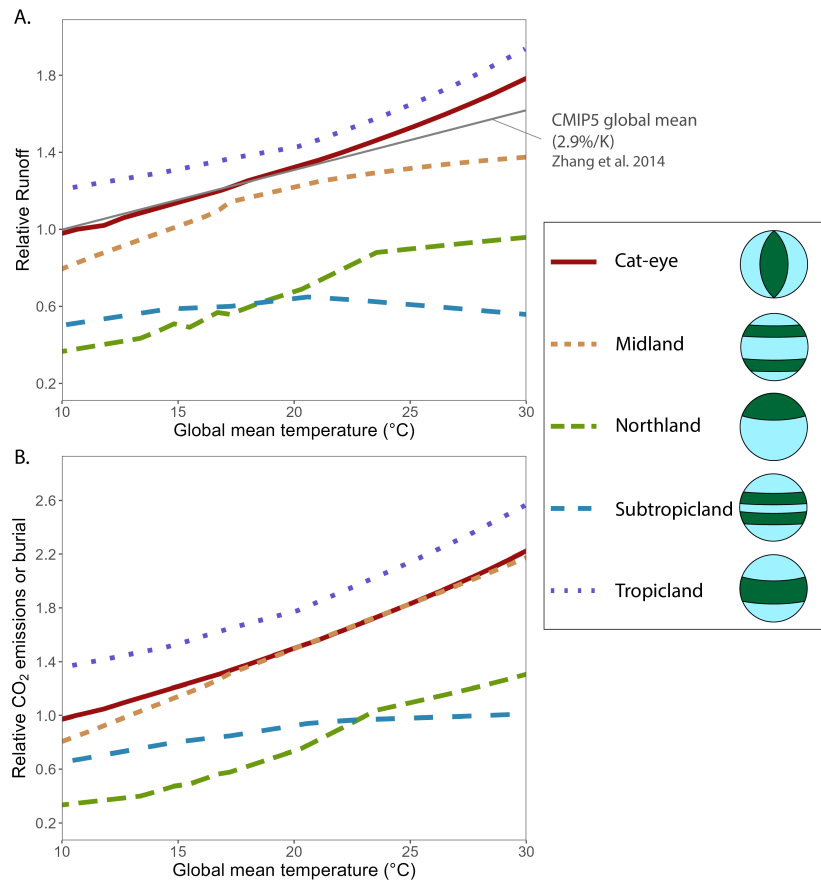 A.
1.8
1.4
1.0
0.6
0.2
Relative Runoff
10
15
20
25
30
Global mean temperature (°C)
CMIP5 global mean
(2.9%/K)
Zhang et al. 2014
Cat-eye
Midland
Northland
Subtropicland
Tropicland
B.
2.6
2.2
1.8
1.4
1.0
0.6
0.2
Relative CO₂ emissions or burial
10
15
20
25
30
Global mean temperature (°C)